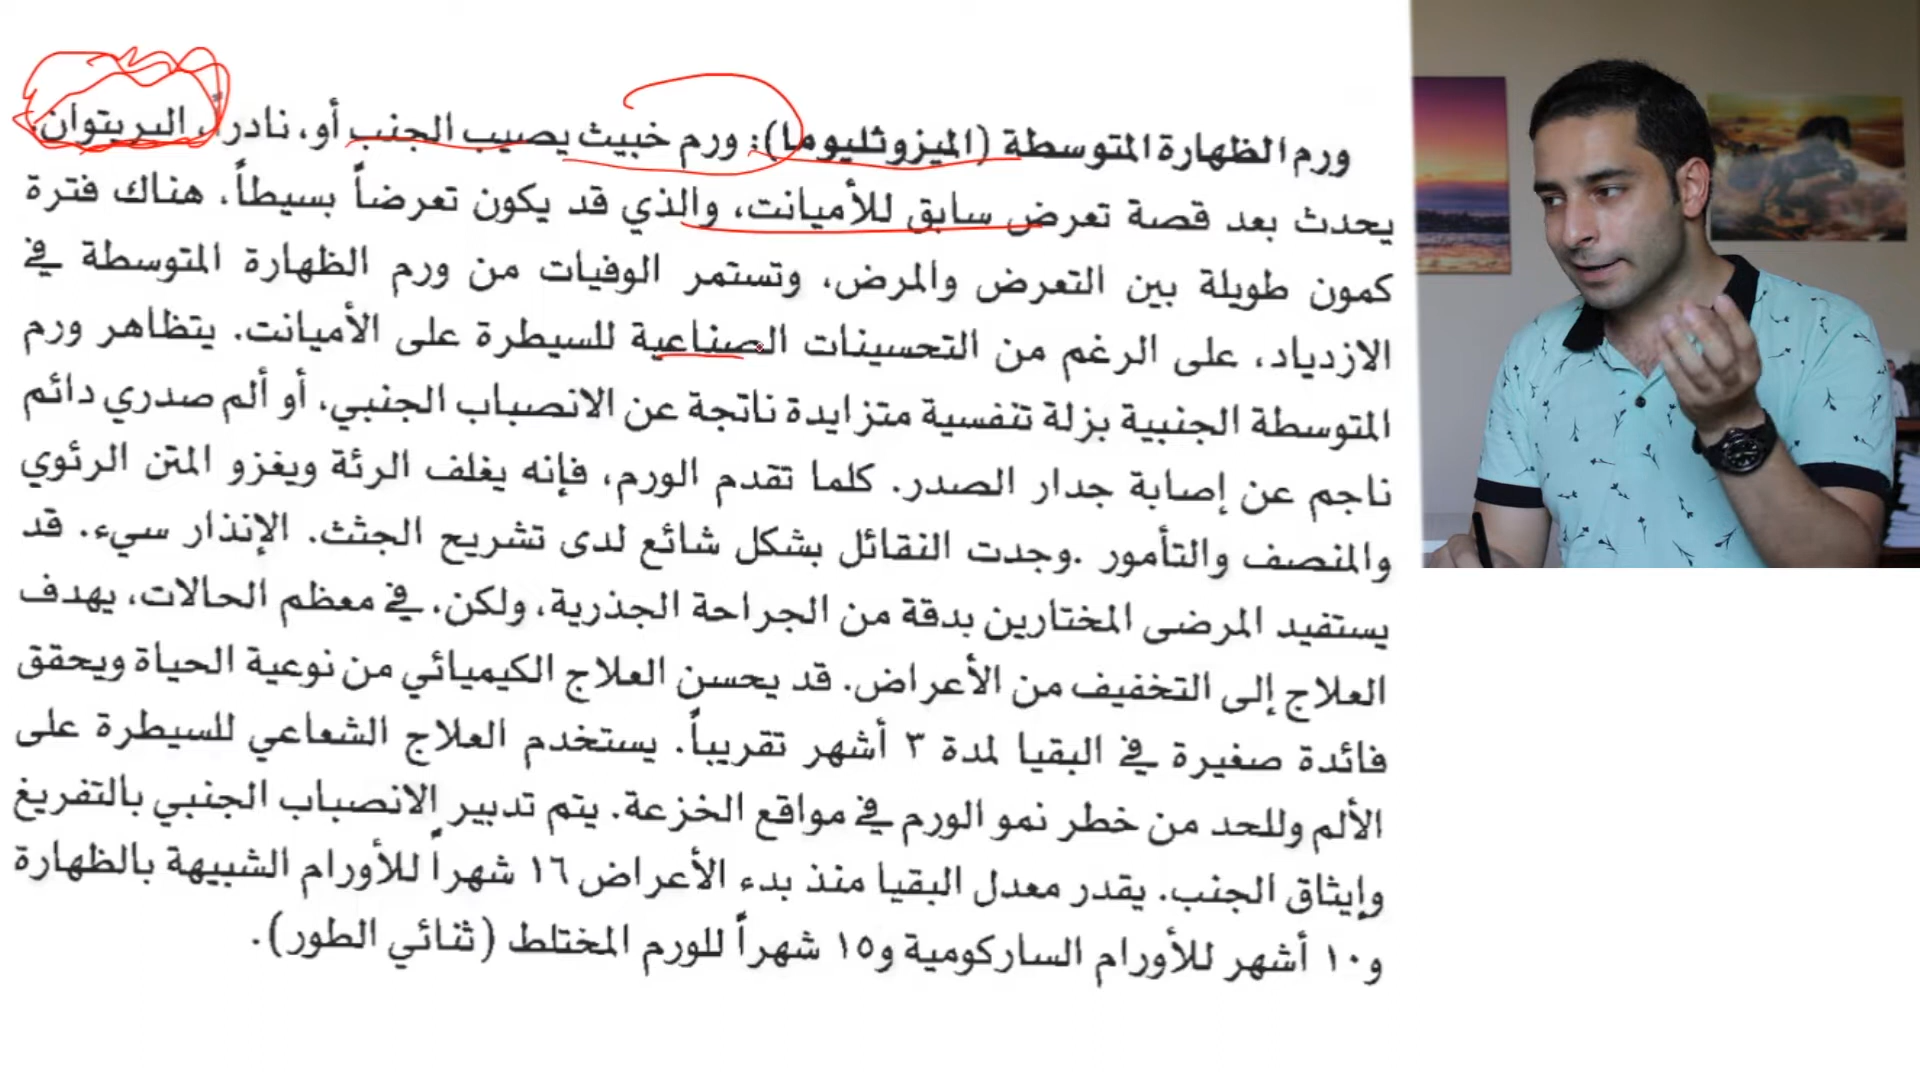 ورم الظهارة المتوسطة (الميزوثليوما): ورم خبيث يصيب الجنب أو، نادراً، البريتوان.
يحدث بعد قصة تعرض سابق للأميانت، والذي قد يكون تعرضاً بسيطاً. هناك فترة
كمون طويلة بين التعرض والمرض، وتستمر الوفيات من ورم الظهارة المتوسطة في
الازدياد، على الرغم من التحسينات الصناعية للسيطرة على الأميانت. يتظاهر ورم
المتوسطة الجنبية بزلة تنفسية متزايدة ناتجة عن الانصباب الجنبي، أو ألم صدري دائم
ناجم عن إصابة جدار الصدر. كلما تقدم الورم، فإنه يغلف الرئة ويغزو المتن الرئوي
والمنصف والتأمور .وجدت النقائل بشكل شائع لدى تشريح الجثث. الإنذار سيء. قد
يستفيد المرضى المختارين بدقة من الجراحة الجذرية، ولكن، في معظم الحالات، يهدف
العلاج إلى التخفيف من الأعراض. قد يحسن العلاج الكيميائي من نوعية الحياة ويحقق
فائدة صغيرة في البقيا لمدة ٣ أشهر تقريباً. يستخدم العلاج الشعاعي للسيطرة على
الألم وللحد من خطر نمو الورم في مواقع الخزعة. يتم تدبير الانصباب الجنبي بالتفريغ
وإيثاق الجنب. يقدر معدل البقيا منذ بدء الأعراض ١٦ شهراً للأورام الشبيهة بالظهارة
و١٠ أشهر للأورام الساركومية و١٥ شهراً للورم المختلط (ثنائي الطور).